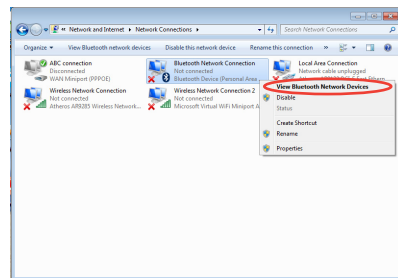 « Network and Internet ▸ Network Connections ▸
Search Network Connections
Organize
View Bluetooth network devices
Disable this network device
Rename this connection
»
ABC connection
Disconnected
WAN Miniport (PPPOE)
Bluetooth Network Connection
Not connected
Bluetooth Device (Personal Area
Local Area Connection
Network cable unplugged
Wireless Network Connection
Not connected
Atheros AR9285 Wireless Network...
Wireless Network Connection 2
Not connected
Microsoft Virtual WiFi Miniport A
View Bluetooth Network Devices
Disable
Status
Create Shortcut
Rename
Properties